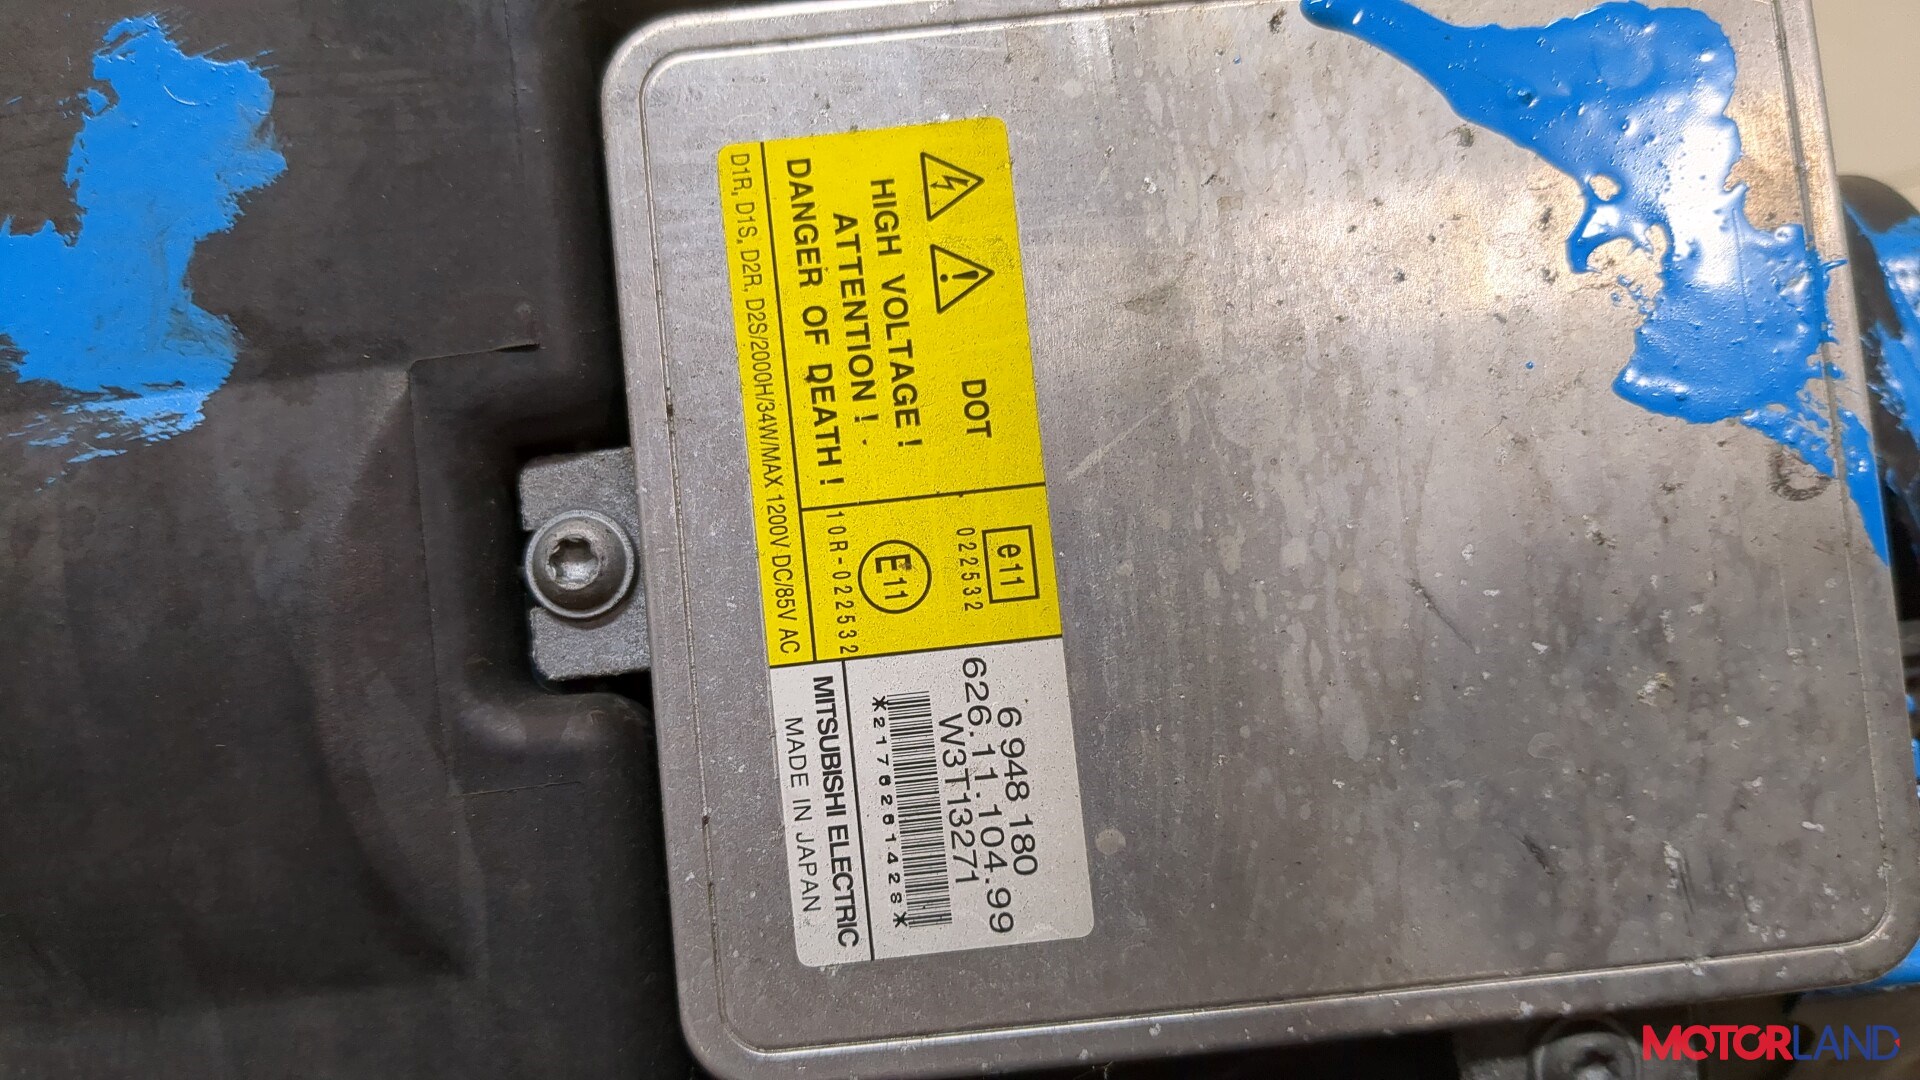 DOT
HIGH VOLTAGE!
ATTENTION!
DANGER OF DEATH!
D1R, D1S, D2R, D2S/2000H/34W/MAX 1200V DC/85V AC
e11
022532
E11
10R-022532
6 948 180
626.11.104.99
W3T13271
*2176261428*
MITSUBISHI ELECTRIC
MADE IN JAPAN
MOTORLAND